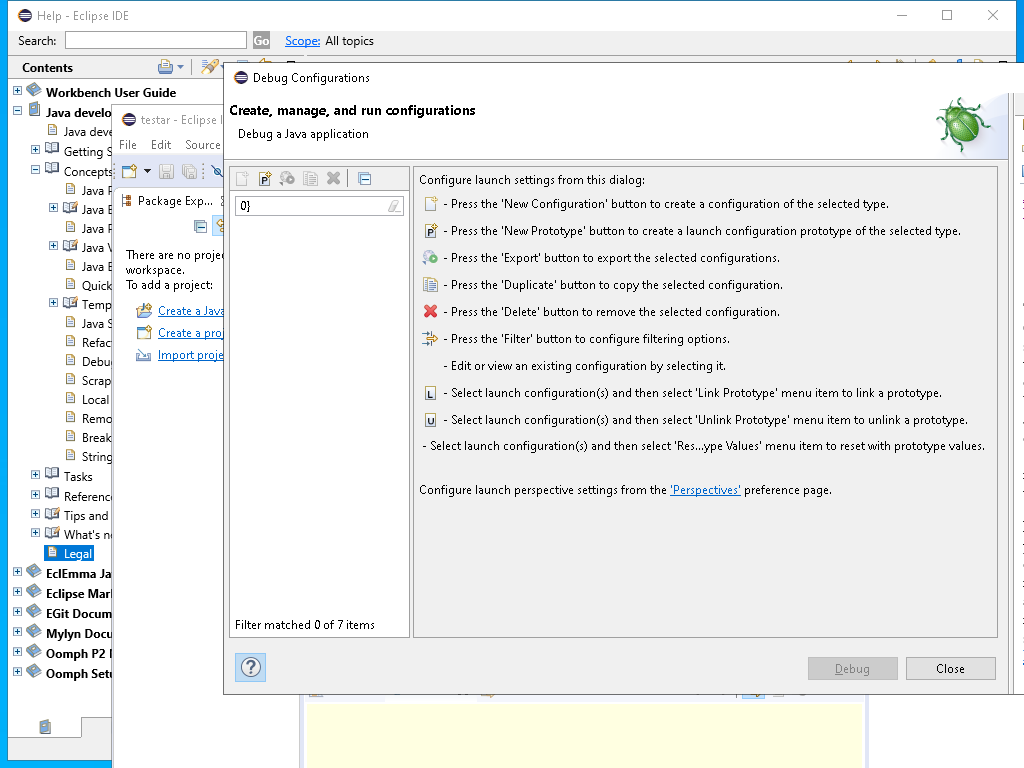 Help - Eclipse IDE
Search:
Go
Scope: All topics
Contents
Workbench User Guide
Java develo
Java deve
Getting S
Concepts
Java P
Java B
Java P
Java V
Java B
Quick
Temp
Java S
Refac
Debu
Scrap
Local
Remo
Break
String
Tasks
Referenc
Tips and
What's n
Legal
EclEmma Ja
Eclipse Mar
EGit Docum
Mylyn Docu
Oomph P2
Oomph Setu
testar - Eclipse I
File Edit Source
Package Exp...
There are no projec
workspace.
To add a project:
Create a Java
Create a proj
Import proje
Debug Configurations
Create, manage, and run configurations
Debug a Java application
0}
Filter matched 0 of 7 items
Configure launch settings from this dialog:
- Press the 'New Configuration' button to create a configuration of the selected type.
- Press the 'New Prototype' button to create a launch configuration prototype of the selected type.
- Press the 'Export' button to export the selected configurations.
- Press the 'Duplicate' button to copy the selected configuration.
- Press the 'Delete' button to remove the selected configuration.
- Press the 'Filter' button to configure filtering options.
- Edit or view an existing configuration by selecting it.
- Select launch configuration(s) and then select 'Link Prototype' menu item to link a prototype.
- Select launch configuration(s) and then select 'Unlink Prototype' menu item to unlink a prototype.
- Select launch configuration(s) and then select 'Res...ype Values' menu item to reset with prototype values.
Configure launch perspective settings from the 'Perspectives' preference page.
Debug
Close